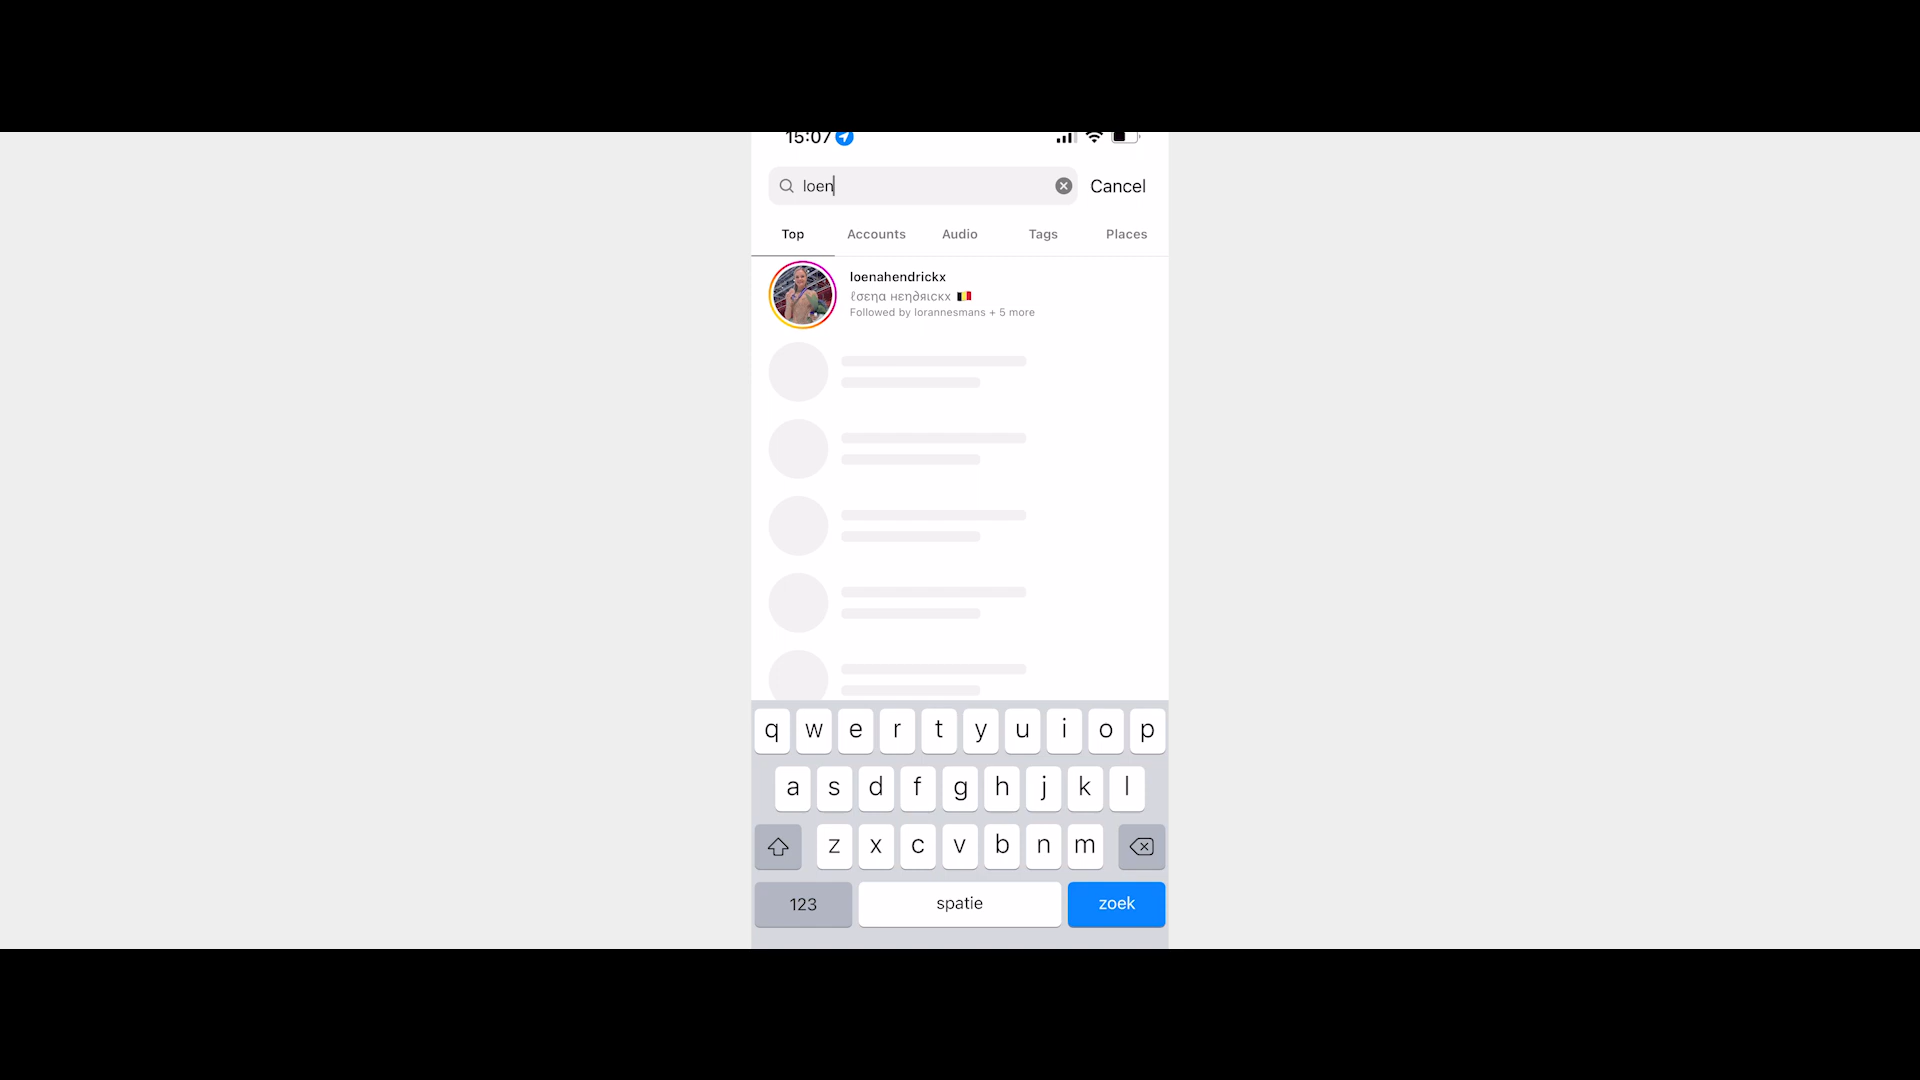 15:07
loen
Cancel
Top Accounts Audio Tags Places
loenahendrickx
ℓσεηα нεη∂яιcкx 🇧🇪
Followed by lorannesmans + 5 more
q w e r t y u i o p
a s d f g h j k l
z x c v b n m
123 spatie zoek